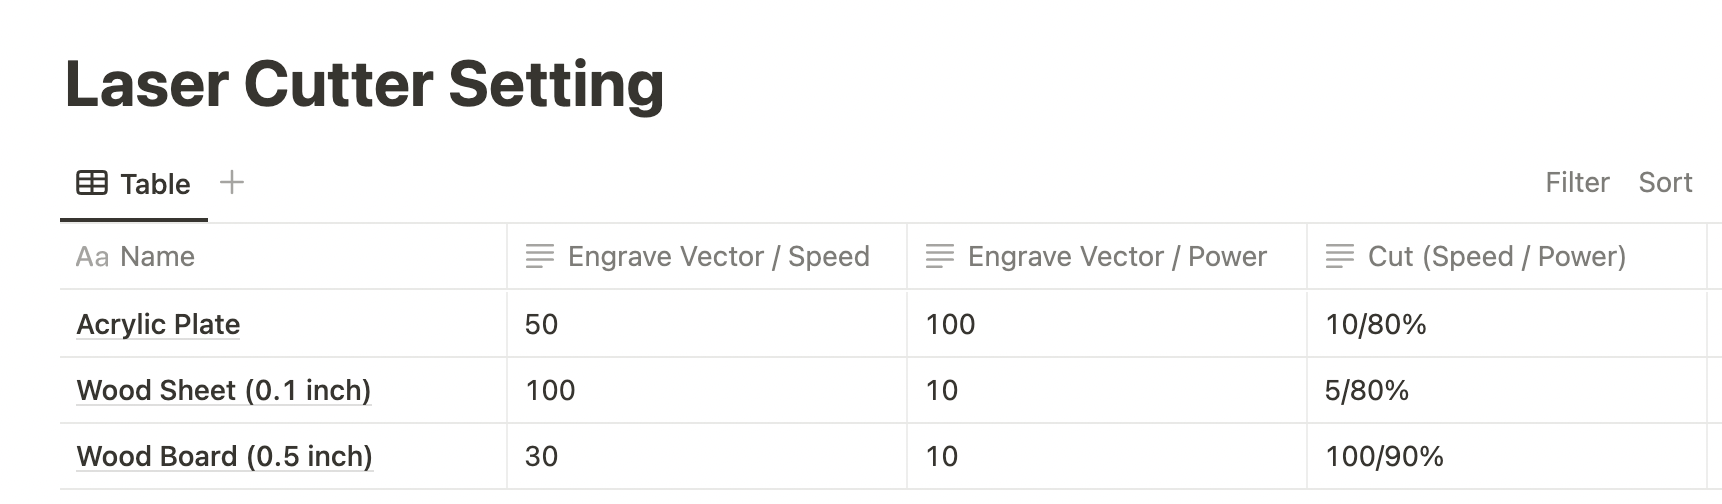 Laser Cutter Setting
Table
Filter Sort
Aa Name Engrave Vector / Speed Engrave Vector / Power Cut (Speed / Power)
Acrylic Plate 50 100 10/80%
Wood Sheet (0.1 inch) 100 10 5/80%
Wood Board (0.5 inch) 30 10 100/90%